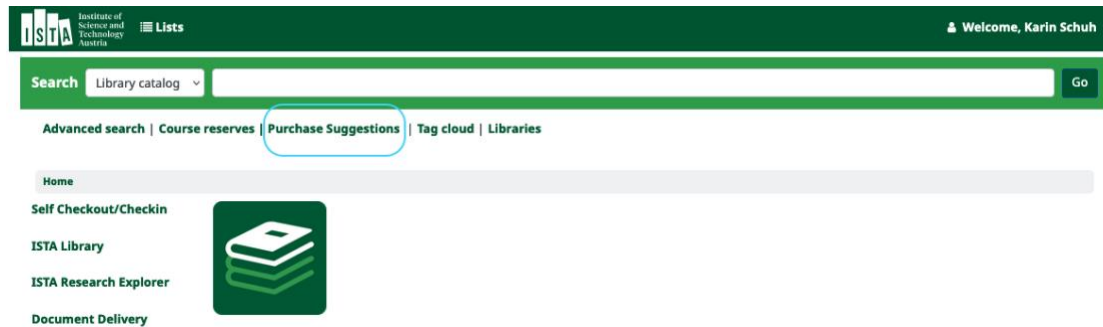 ISTA
Institute of
Science and
Technology
Austria
Lists
Welcome, Karin Schuh
Search Library catalog Go
Advanced search | Course reserves | Purchase Suggestions | Tag cloud | Libraries
Home
Self Checkout/Checkin
ISTA Library
ISTA Research Explorer
Document Delivery